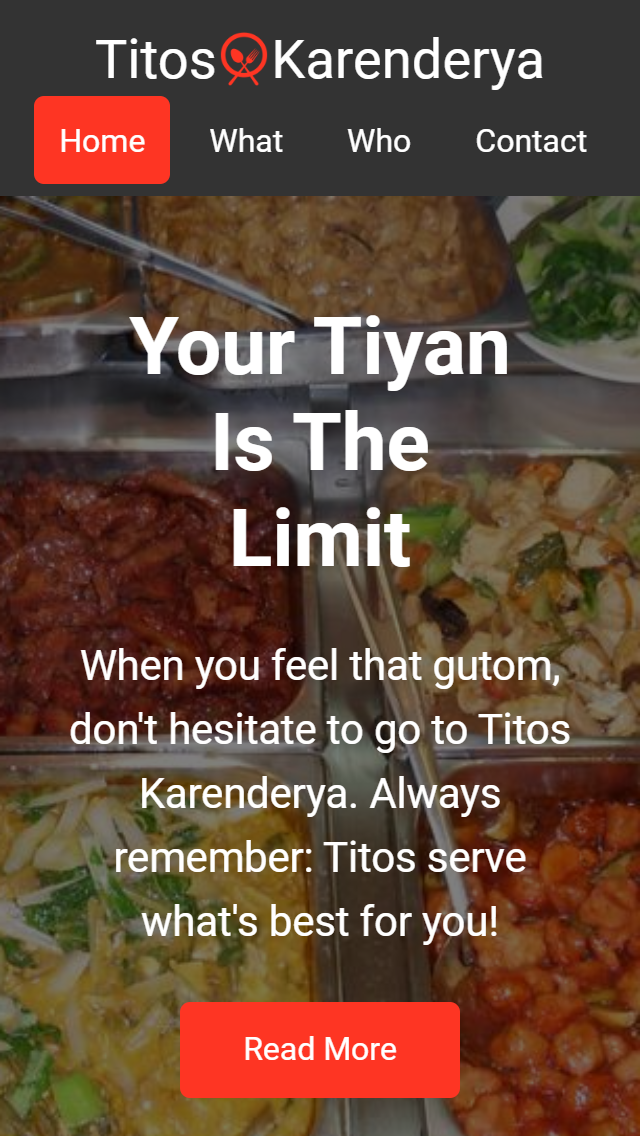 Titos Karenderya
Home What Who Contact
Your Tiyan
Is The
Limit
When you feel that gutom,
don't hesitate to go to Titos
Karenderya. Always
remember: Titos serve
what's best for you!
Read More